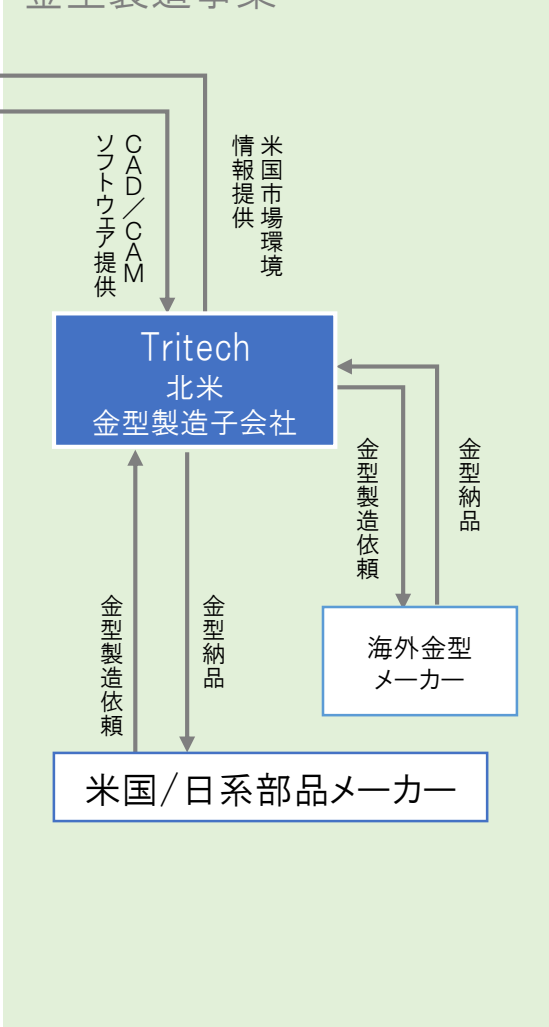 金型製造事業
CAD/CAM
ソフトウェア提供
米国市場環境
情報提供
Tritech
北米
金型製造子会社
金型製造依頼
金型納品
金型製造依頼
金型納品
海外金型
メーカー
米国/日系部品メーカー